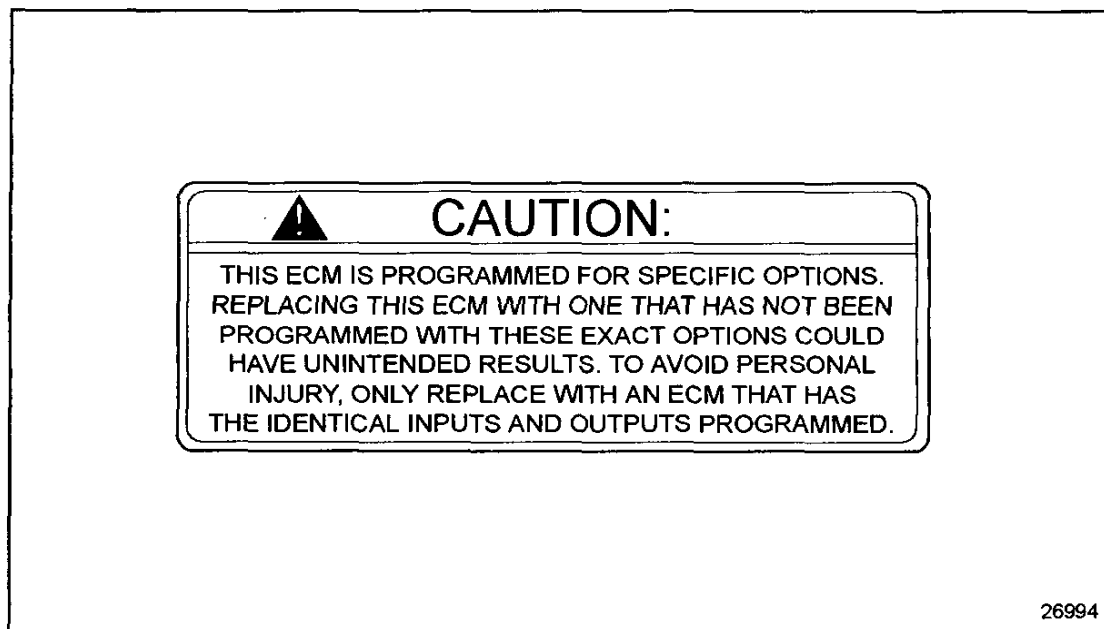 CAUTION:
THIS ECM IS PROGRAMMED FOR SPECIFIC OPTIONS.
REPLACING THIS ECM WITH ONE THAT HAS NOT BEEN
PROGRAMMED WITH THESE EXACT OPTIONS COULD
HAVE UNINTENDED RESULTS. TO AVOID PERSONAL
INJURY, ONLY REPLACE WITH AN ECM THAT HAS
THE IDENTICAL INPUTS AND OUTPUTS PROGRAMMED.
26994